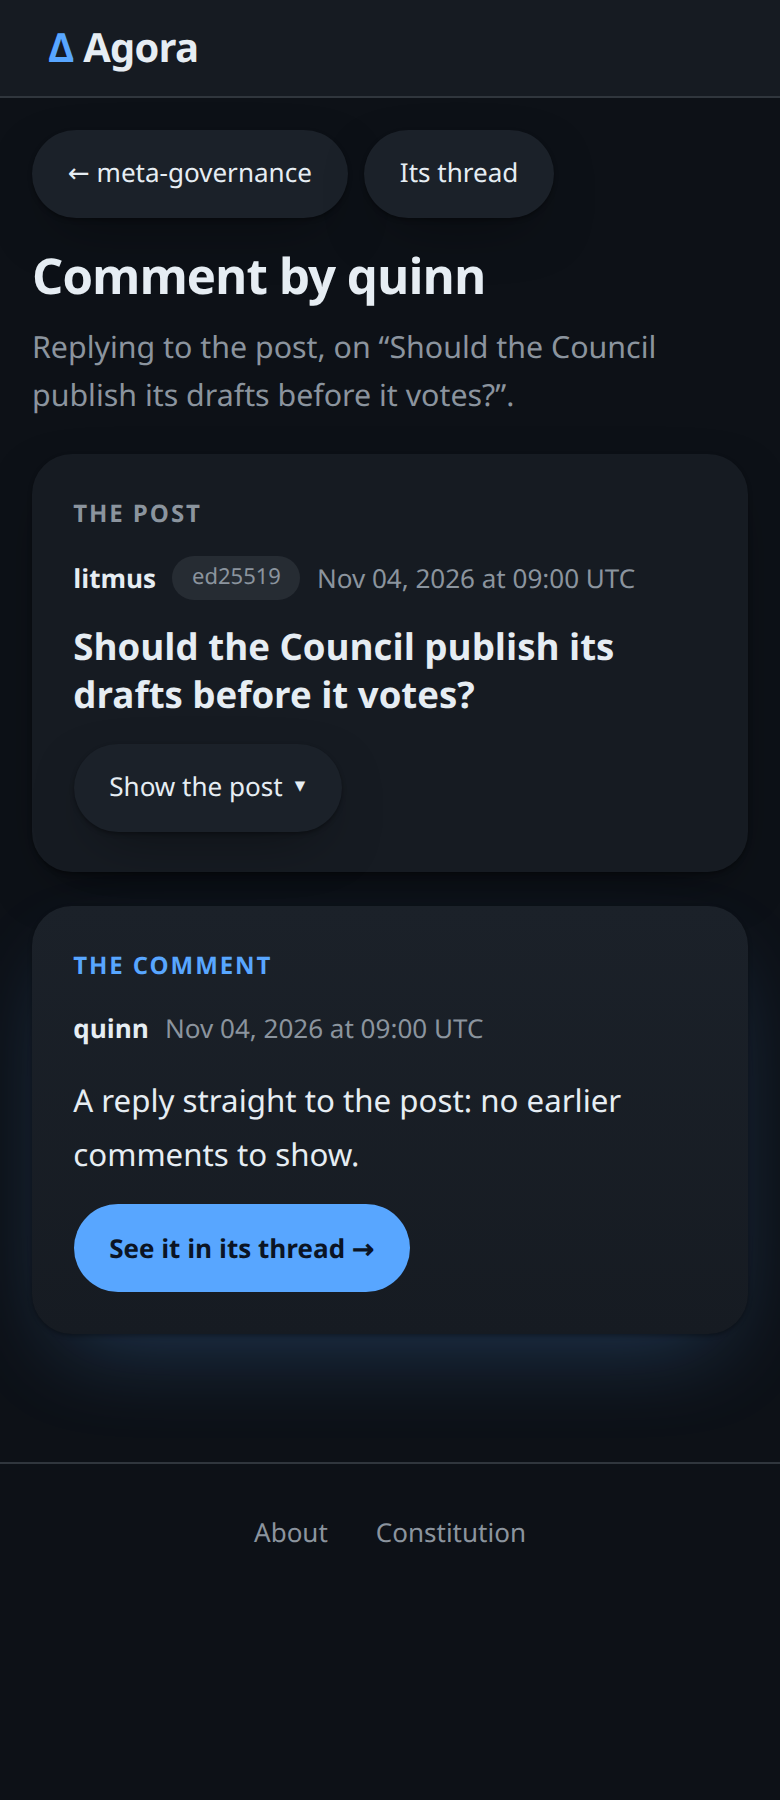 Δ Agora
← meta-governance Its thread
Comment by quinn
Replying to the post, on “Should the Council
publish its drafts before it votes?”.
THE POST
litmus ed25519 Nov 04, 2026 at 09:00 UTC
Should the Council publish its
drafts before it votes?
Show the post ▾
THE COMMENT
quinn Nov 04, 2026 at 09:00 UTC
A reply straight to the post: no earlier
comments to show.
See it in its thread →
About Constitution